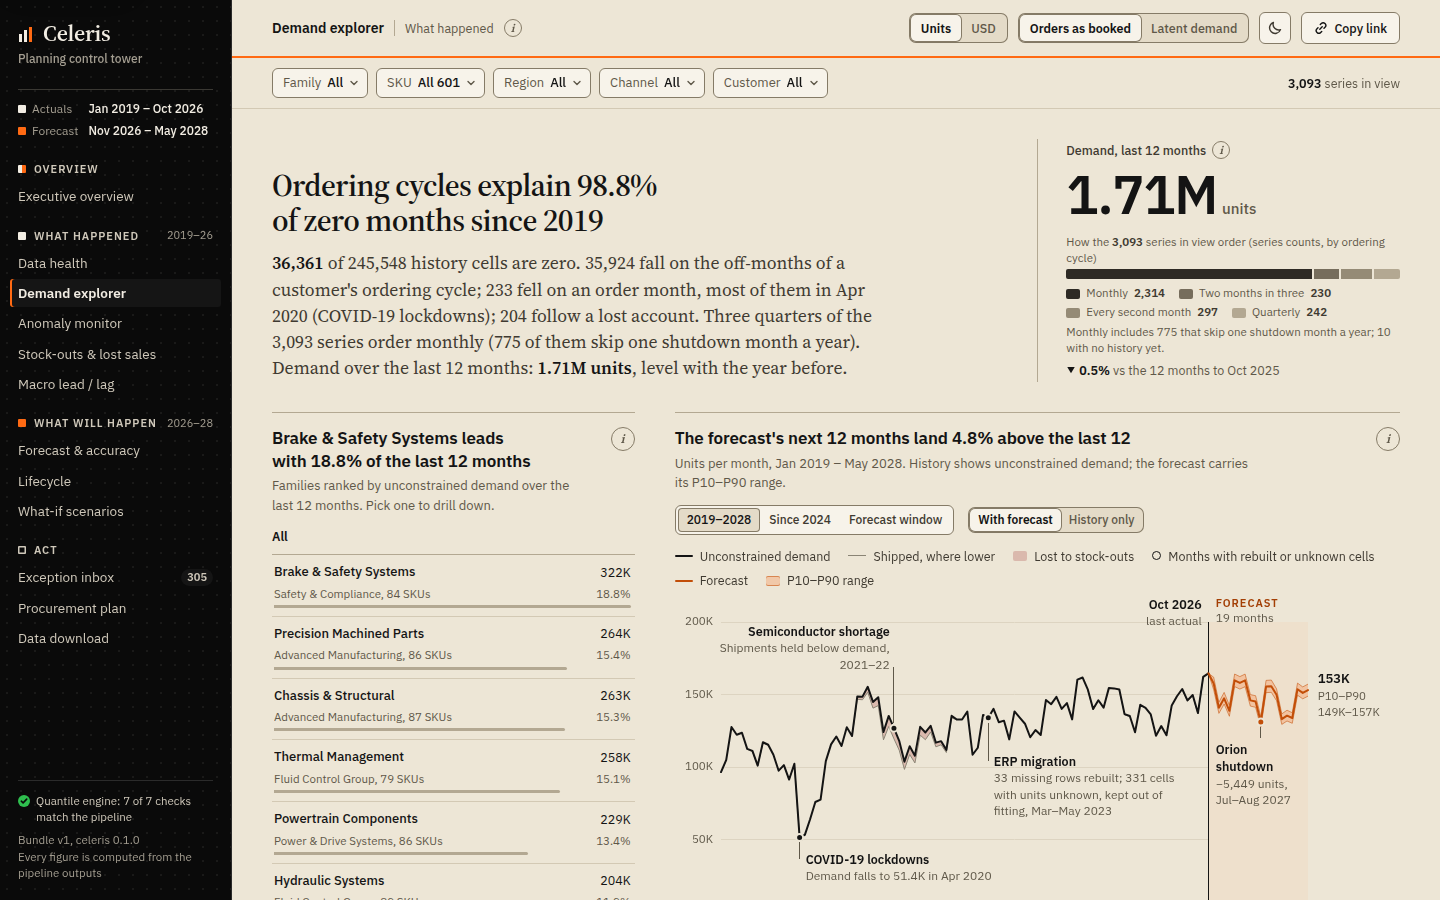 Celeris
Planning control tower
Actuals Jan 2019 – Oct 2026
Forecast Nov 2026 – May 2028
OVERVIEW
Executive overview
WHAT HAPPENED 2019–26
Data health
Demand explorer
Anomaly monitor
Stock-outs & lost sales
Macro lead / lag
WHAT WILL HAPPEN 2026–28
Forecast & accuracy
Lifecycle
What-if scenarios
ACT
Exception inbox 305
Procurement plan
Data download
Quantile engine: 7 of 7 checks
match the pipeline
Bundle v1, celeris 0.1.0
Every figure is computed from the
pipeline outputs
Demand explorer What happened i
Units USD Orders as booked Latent demand Copy link
Family All SKU All 601 Region All Channel All Customer All
3,093 series in view
Ordering cycles explain 98.8%
of zero months since 2019
36,361 of 245,548 history cells are zero. 35,924 fall on the off-months of a
customer's ordering cycle; 233 fell on an order month, most of them in Apr
2020 (COVID-19 lockdowns); 204 follow a lost account. Three quarters of the
3,093 series order monthly (775 of them skip one shutdown month a year).
Demand over the last 12 months: 1.71M units, level with the year before.
Demand, last 12 months i
1.71M units
How the 3,093 series in view order (series counts, by ordering
cycle)
Monthly 2,314 Two months in three 230
Every second month 297 Quarterly 242
Monthly includes 775 that skip one shutdown month a year; 10
with no history yet.
▼ 0.5% vs the 12 months to Oct 2025
Brake & Safety Systems leads
with 18.8% of the last 12 months
i
Families ranked by unconstrained demand over the
last 12 months. Pick one to drill down.
All
Brake & Safety Systems 322K
Safety & Compliance, 84 SKUs 18.8%
Precision Machined Parts 264K
Advanced Manufacturing, 86 SKUs 15.4%
Chassis & Structural 263K
Advanced Manufacturing, 87 SKUs 15.3%
Thermal Management 258K
Fluid Control Group, 79 SKUs 15.1%
Powertrain Components 229K
Power & Drive Systems, 86 SKUs 13.4%
Hydraulic Systems 204K
The forecast's next 12 months land 4.8% above the last 12
i
Units per month, Jan 2019 – May 2028. History shows unconstrained demand; the forecast carries
its P10–P90 range.
2019–2028 Since 2024 Forecast window With forecast History only
Unconstrained demand Shipped, where lower Lost to stock-outs Months with rebuilt or unknown cells
Forecast P10–P90 range
Oct 2026
last actual
FORECAST
19 months
200K
150K
100K
50K
Semiconductor shortage
Shipments held below demand,
2021–22
153K
P10–P90
149K–157K
Orion
shutdown
−5,449 units,
Jul–Aug 2027
ERP migration
33 missing rows rebuilt; 331 cells
with units unknown, kept out of
fitting, Mar–May 2023
COVID-19 lockdowns
Demand falls to 51.4K in Apr 2020